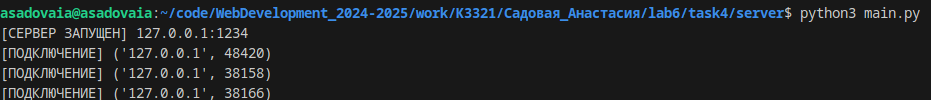 asadovaia@asadovaia:~/code/WebDevelopment_2024-2025/work/K3321/Садовая_Анастасия/lab6/task4/server$ python3 main.py
[СЕРВЕР ЗАПУЩЕН] 127.0.0.1:1234
[ПОДКЛЮЧЕНИЕ] ('127.0.0.1', 48420)
[ПОДКЛЮЧЕНИЕ] ('127.0.0.1', 38158)
[ПОДКЛЮЧЕНИЕ] ('127.0.0.1', 38166)